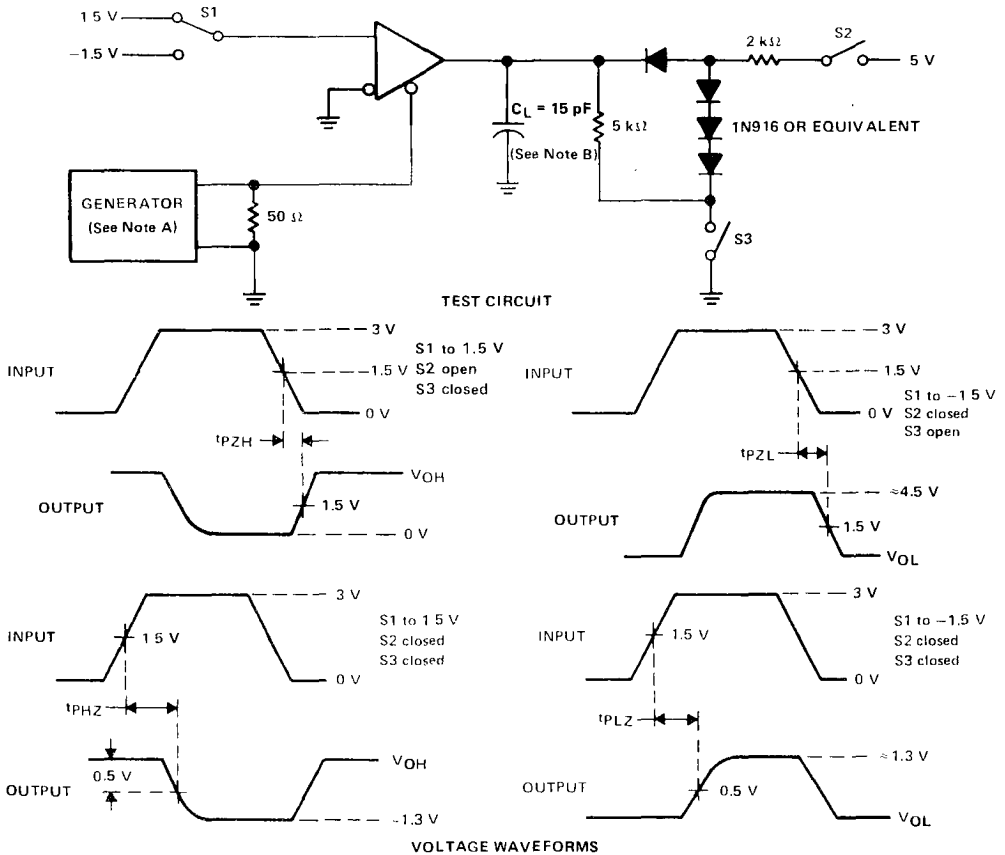 1 5 V
S1
−1.5 V
2 kΩ
S2
5 V
CL = 15 pF
(See Note B)
5 kΩ
1N916 OR EQUIVALENT
GENERATOR
(See Note A)
50 Ω
S3
TEST CIRCUIT
INPUT
3 V
1.5 V
0 V
S1 to 1.5 V
S2 open
S3 closed
tPZH
OUTPUT
VOH
1.5 V
0 V
INPUT
3 V
1.5 V
0 V
S1 to −1 5 V
S2 closed
S3 open
tPZL
OUTPUT
≈4.5 V
1.5 V
VOL
INPUT
3 V
1 5 V
0 V
S1 to 1 5 V
S2 closed
S3 closed
tPHZ
OUTPUT
0.5 V
VOH
~1.3 V
INPUT
3 V
1.5 V
0 V
S1 to −1.5 V
S2 closed
S3 closed
tPLZ
OUTPUT
≈1.3 V
0.5 V
VOL
VOLTAGE WAVEFORMS